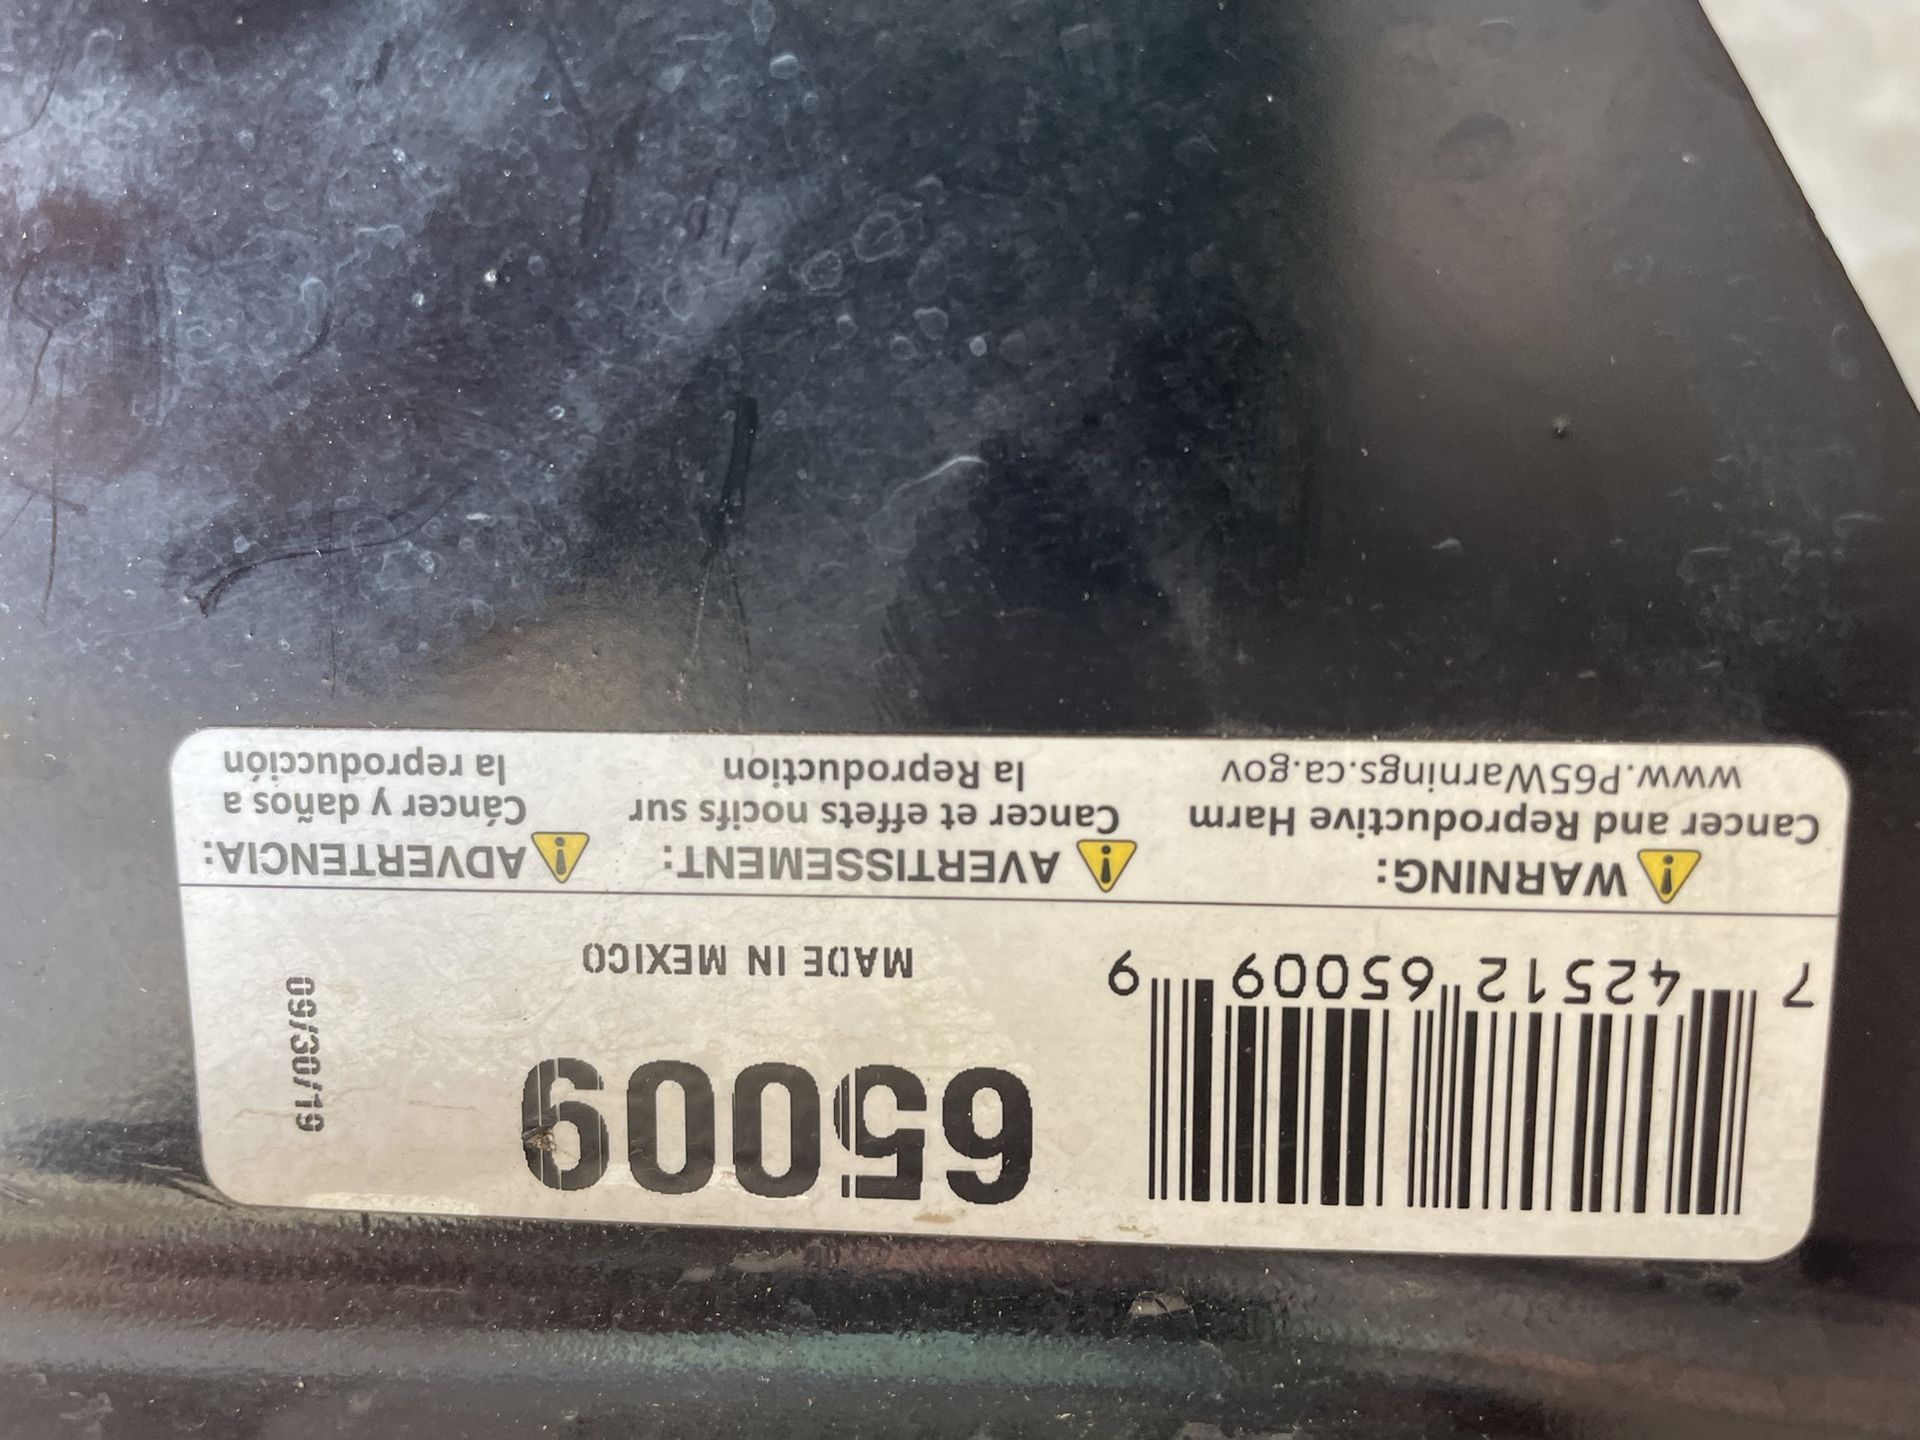 7 42512 65009 9
65009
MADE IN MEXICO
09/30/19
WARNING:
Cancer and Reproductive Harm
www.P65Warnings.ca.gov
AVERTISSEMENT:
Cancer et effets nocifs sur
la Reproduction
ADVERTENCIA:
Cáncer y daños a
la reproducción